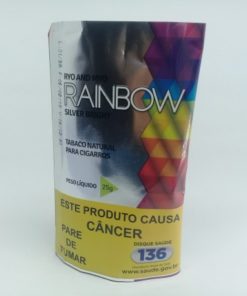 RYO AND MYO
RAINBOW
SILVER BRIGHT
TABACO NATURAL
PARA CIGARROS
PESO LÍQUIDO 25g
ESTE PRODUTO CAUSA
CÂNCER
PARE
DE
FUMAR
DISQUE SAÚDE
136
www.saude.gov.br